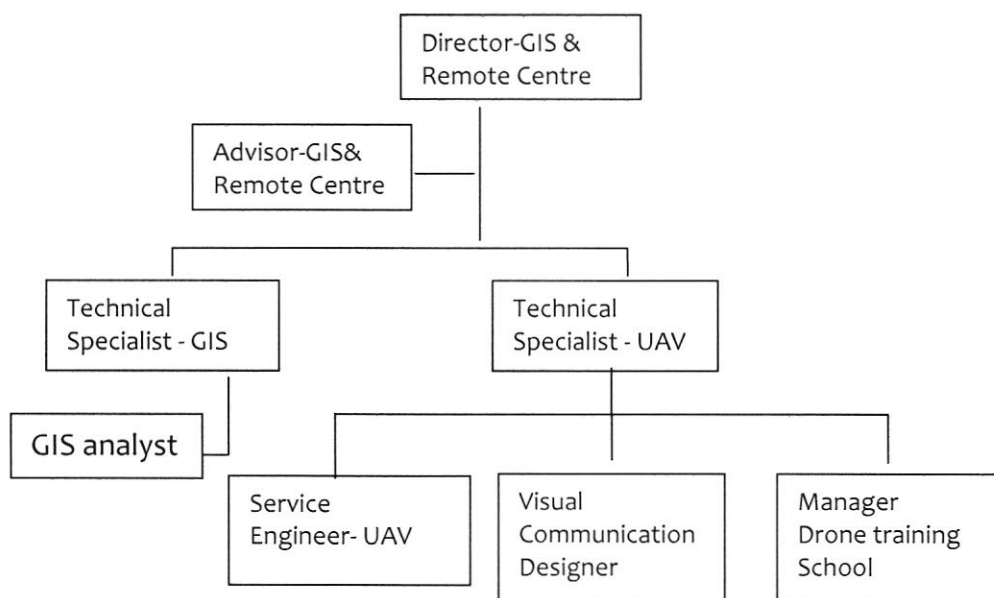 Director-GIS &
Remote Centre
Advisor-GIS&
Remote Centre
Technical
Specialist - GIS
Technical
Specialist - UAV
GIS analyst
Service
Engineer- UAV
Visual
Communication
Designer
Manager
Drone training
School